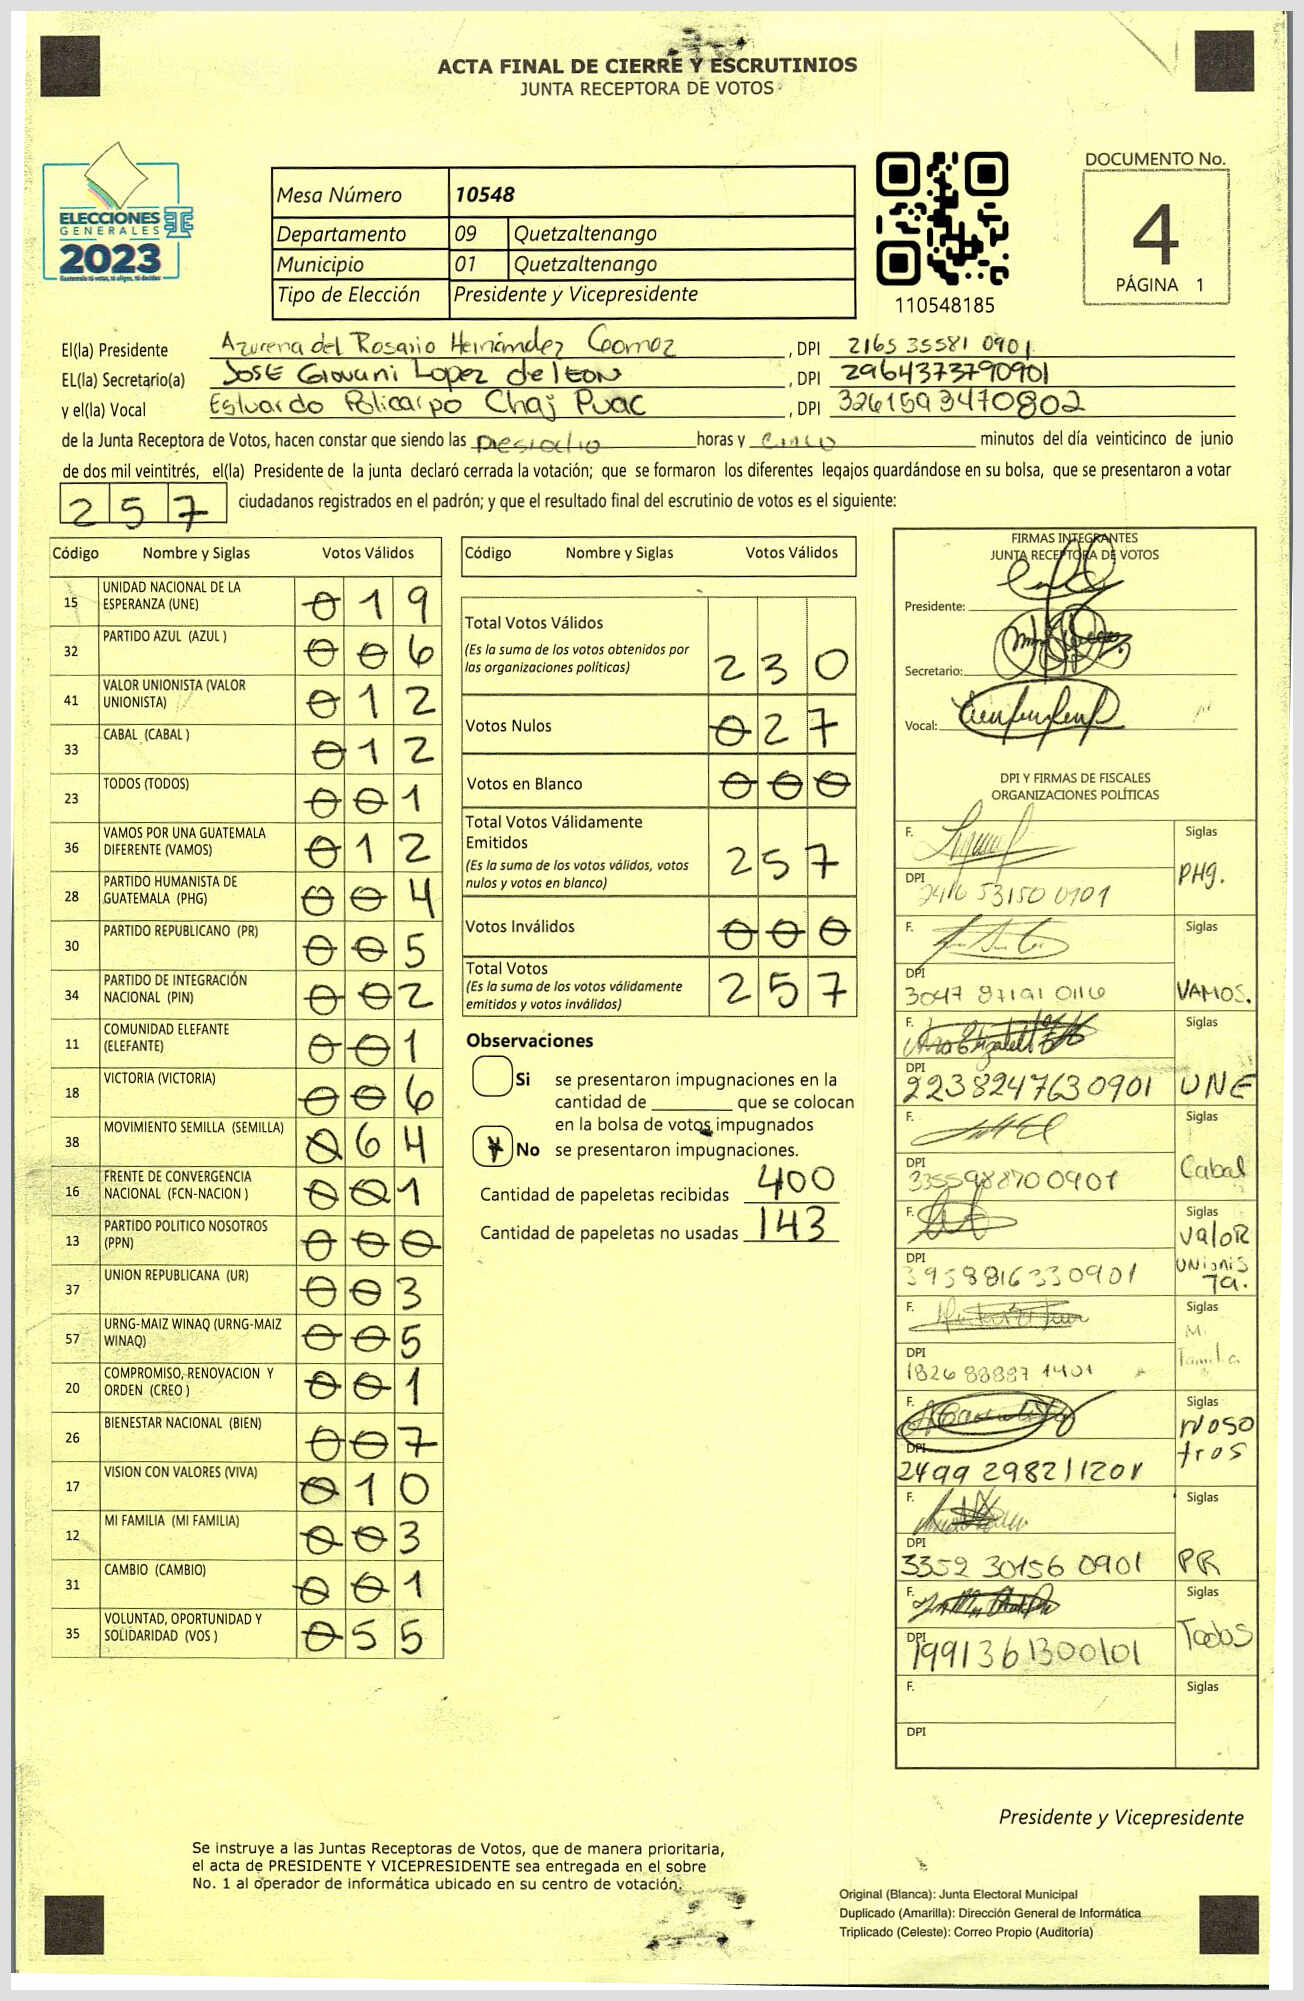 ACTA FINAL DE CIERRE Y ESCRUTINIOS
JUNTA RECEPTORA DE VOTOS
ELECCIONES
GENERALES
2023
Mesa Número 10548
Departamento 09 Quetzaltenango
Municipio 01 Quetzaltenango
Tipo de Elección Presidente y Vicepresidente
110548185
DOCUMENTO No.
4
PÁGINA 1
El(la) Presidente Azucena del Rosario Hernández Gomez , DPI 2165 35581 0901
EL(la) Secretario(a) JOSE Giovani Lopez deLEON , DPI 2964373790901
y el(la) Vocal Estuardo Policarpo Chaj Puac , DPI 3261593470802
de la Junta Receptora de Votos, hacen constar que siendo las horas y cinco minutos del día veinticinco de junio
de dos mil veintitrés, el(la) Presidente de la junta declaró cerrada la votación; que se formaron los diferentes legajos guardándose en su bolsa, que se presentaron a votar
257 ciudadanos registrados en el padrón; y que el resultado final del escrutinio de votos es el siguiente:
Código Nombre y Siglas Votos Válidos
15 UNIDAD NACIONAL DE LA ESPERANZA (UNE) 0 1 9
32 PARTIDO AZUL (AZUL ) 0 0 6
41 VALOR UNIONISTA (VALOR UNIONISTA) 0 1 2
33 CABAL (CABAL ) 0 1 2
23 TODOS (TODOS) 0 0 1
36 VAMOS POR UNA GUATEMALA DIFERENTE (VAMOS) 0 1 2
28 PARTIDO HUMANISTA DE GUATEMALA (PHG) 0 0 4
30 PARTIDO REPUBLICANO (PR) 0 0 5
34 PARTIDO DE INTEGRACIÓN NACIONAL (PIN) 0 0 2
11 COMUNIDAD ELEFANTE (ELEFANTE) 0 0 1
18 VICTORIA (VICTORIA) 0 0 6
38 MOVIMIENTO SEMILLA (SEMILLA) 0 6 4
16 FRENTE DE CONVERGENCIA NACIONAL (FCN-NACION ) 0 0 1
13 PARTIDO POLITICO NOSOTROS (PPN) 0 0 0
37 UNION REPUBLICANA (UR) 0 0 3
57 URNG-MAIZ WINAQ (URNG-MAIZ WINAQ) 0 0 5
20 COMPROMISO, RENOVACION Y ORDEN (CREO ) 0 0 1
26 BIENESTAR NACIONAL (BIEN) 0 0 7
17 VISION CON VALORES (VIVA) 0 1 0
12 MI FAMILIA (MI FAMILIA) 0 0 3
31 CAMBIO (CAMBIO) 0 0 1
35 VOLUNTAD, OPORTUNIDAD Y SOLIDARIDAD (VOS ) 0 5 5
Código Nombre y Siglas Votos Válidos
Total Votos Válidos
(Es la suma de los votos obtenidos por
las organizaciones políticas) 2 3 0
Votos Nulos 0 2 7
Votos en Blanco 0 0 0
Total Votos Válidamente
Emitidos
(Es la suma de los votos válidos, votos
nulos y votos en blanco) 2 5 7
Votos Inválidos 0 0 0
Total Votos
(Es la suma de los votos válidamente
emitidos y votos inválidos) 2 5 7
Observaciones
Si se presentaron impugnaciones en la
cantidad de ________ que se colocan
en la bolsa de votos impugnados
No se presentaron impugnaciones.
Cantidad de papeletas recibidas 400
Cantidad de papeletas no usadas 143
FIRMAS INTEGRANTES
JUNTA RECEPTORA DE VOTOS
Presidente:
Secretario:
Vocal:
DPI Y FIRMAS DE FISCALES
ORGANIZACIONES POLÍTICAS
F. Siglas
DPI 2416 53150 0901 PHG.
F. Siglas
DPI 3047 87191 0116 VAMOS.
F. Siglas
DPI 2238247630901 UNE
F. Siglas
DPI 3355988700901 Cabal
F. Siglas
DPI 3958816330901 Valor Unionista.
F. Siglas
DPI 1826 88887 1401 M. Familia
F. Siglas
DPI 2499 29821 1201 Nosotros
F. Siglas
DPI 3352 30156 0901 PR
F. Siglas
DPI 1991361300101 Todos
F. Siglas
DPI
Presidente y Vicepresidente
Se instruye a las Juntas Receptoras de Votos, que de manera prioritaria,
el acta de PRESIDENTE Y VICEPRESIDENTE sea entregada en el sobre
No. 1 al operador de informática ubicado en su centro de votación.
Original (Blanca): Junta Electoral Municipal
Duplicado (Amarilla): Dirección General de Informática
Triplicado (Celeste): Correo Propio (Auditoría)